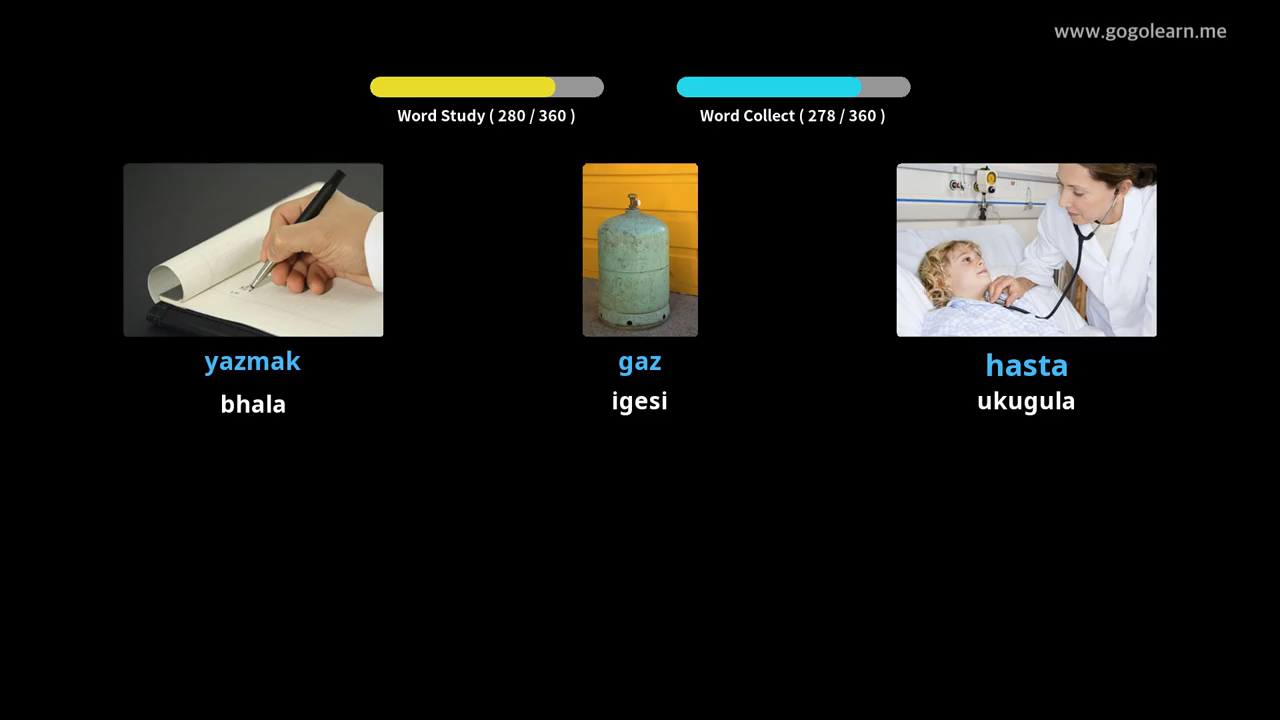 www.gogolearn.me
Word Study ( 280 / 360 )
Word Collect ( 278 / 360 )
yazmak
bhala
gaz
igesi
hasta
ukugula